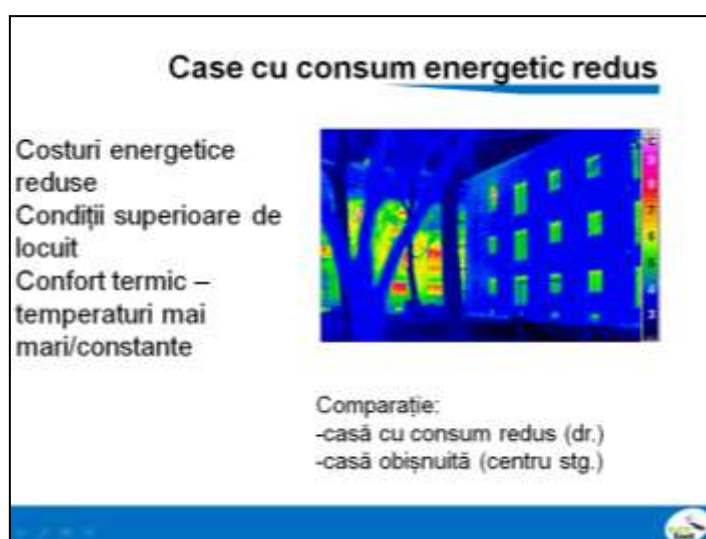 Case cu consum energetic redus
Costuri energetice
reduse
Condiții superioare de
locuit
Confort termic –
temperaturi mai
mari/constante
Comparație:
-casă cu consum redus (dr.)
-casă obișnuită (centru stg.)